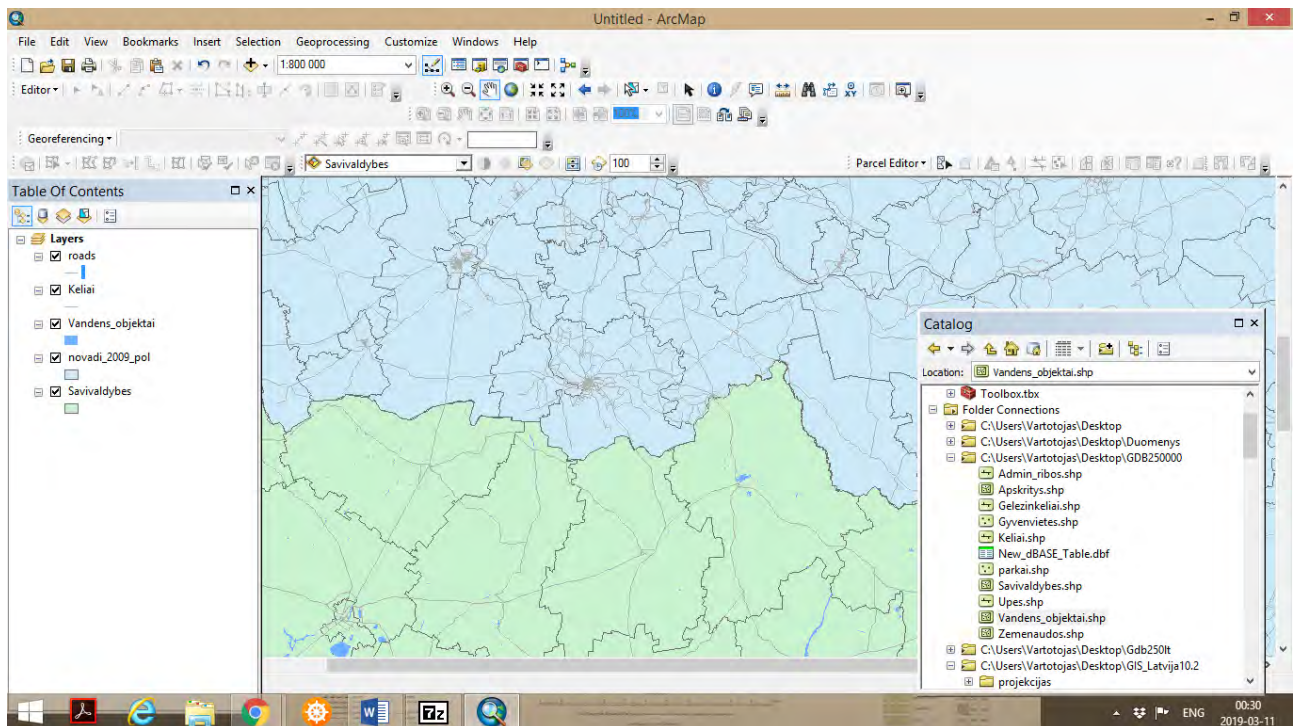 Untitled - ArcMap
File Edit View Bookmarks Insert Selection Geoprocessing Customize Windows Help
1:800 000
Editor
Georeferencing
Savivaldybes 100 Parcel Editor
Table Of Contents
Layers
roads
Keliai
Vandens_objektai
novadi_2009_pol
Savivaldybes
Catalog
Location: Vandens_objektai.shp
Toolbox.tbx
Folder Connections
C:\Users\Vartotojas\Desktop
C:\Users\Vartotojas\Desktop\Duomenys
C:\Users\Vartotojas\Desktop\GDB250000
Admin_ribos.shp
Apskritys.shp
Gelezinkeliai.shp
Gyvenvietes.shp
Keliai.shp
New_dBASE_Table.dbf
parkai.shp
Savivaldybes.shp
Upes.shp
Vandens_objektai.shp
Zemenaudos.shp
C:\Users\Vartotojas\Desktop\Gdb250lt
C:\Users\Vartotojas\Desktop\GIS_Latvija10.2
projekcijas
ENG
00:30
2019-03-11